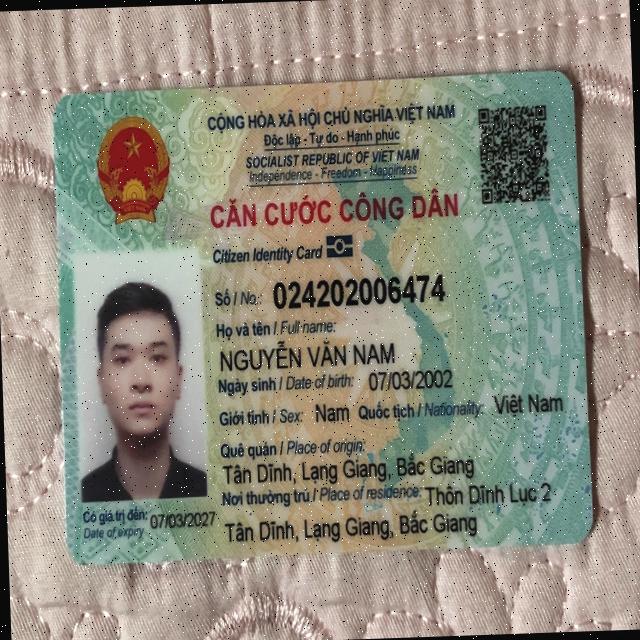 CỘNG HÒA XÃ HỘI CHỦ NGHĨA VIỆT NAM
Độc lập - Tự do - Hạnh phúc
SOCIALIST REPUBLIC OF VIET NAM
Independence - Freedom - Happiness
CĂN CƯỚC CÔNG DÂN
Citizen Identity Card
Số / No.: 024202006474
Họ và tên / Full name:
NGUYỄN VĂN NAM
Ngày sinh / Date of birth: 07/03/2002
Giới tính / Sex: Nam Quốc tịch / Nationality: Việt Nam
Quê quán / Place of origin:
Tân Dĩnh, Lạng Giang, Bắc Giang
Nơi thường trú / Place of residence: Thôn Dĩnh Lục 2
Tân Dĩnh, Lạng Giang, Bắc Giang
Có giá trị đến: 07/03/2027
Date of expiry